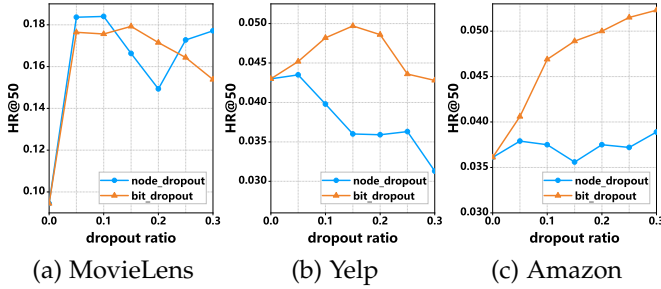 HR@50
0.18
0.16
0.14
0.12
0.10
0.0 0.1 0.2 0.3
dropout ratio
node_dropout
bit_dropout
(a) MovieLens
HR@50
0.050
0.045
0.040
0.035
0.030
0.0 0.1 0.2 0.3
dropout ratio
node_dropout
bit_dropout
(b) Yelp
HR@50
0.050
0.045
0.040
0.035
0.030
0.0 0.1 0.2 0.3
dropout ratio
node_dropout
bit_dropout
(c) Amazon